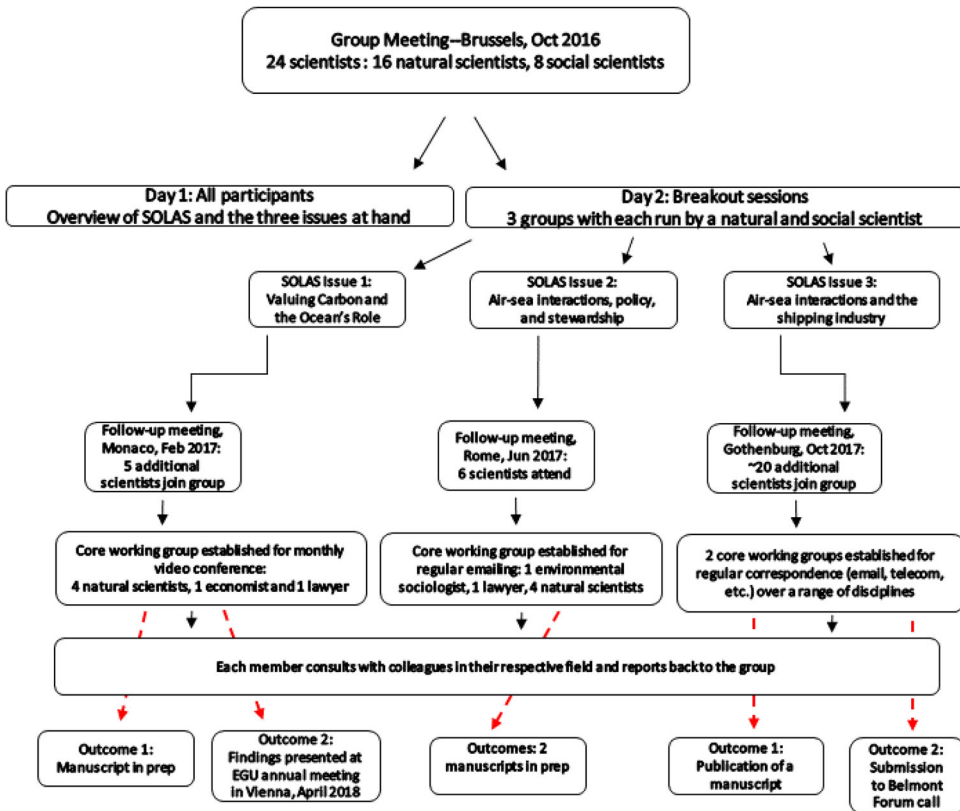 Group Meeting--Brussels, Oct 2016
24 scientists : 16 natural scientists, 8 social scientists
Day 1: All participants
Overview of SOLAS and the three issues at hand
Day 2: Breakout sessions
3 groups with each run by a natural and social scientist
SOLAS Issue 1:
Valuing Carbon and
the Ocean's Role
SOLAS Issue 2:
Air-sea interactions, policy,
and stewardship
SOLAS Issue 3:
Air-sea interactions and the
shipping industry
Follow-up meeting,
Monaco, Feb 2017:
5 additional
scientists join group
Follow-up meeting,
Rome, Jun 2017:
6 scientists attend
Follow-up meeting,
Gothenburg, Oct 2017:
~20 additional
scientists join group
Core working group established for monthly
video conference:
4 natural scientists, 1 economist and 1 lawyer
Core working group established for
regular emailing: 1 environmental
sociologist, 1 lawyer, 4 natural scientists
2 core working groups established for
regular correspondence (email, telecom,
etc.) over a range of disciplines
Each member consults with colleagues in their respective field and reports back to the group
Outcome 1:
Manuscript in prep
Outcome 2:
Findings presented at
EGU annual meeting
in Vienna, April 2018
Outcomes: 2
manuscripts in prep
Outcome 1:
Publication of a
manuscript
Outcome 2:
Submission
to Belmont
Forum call